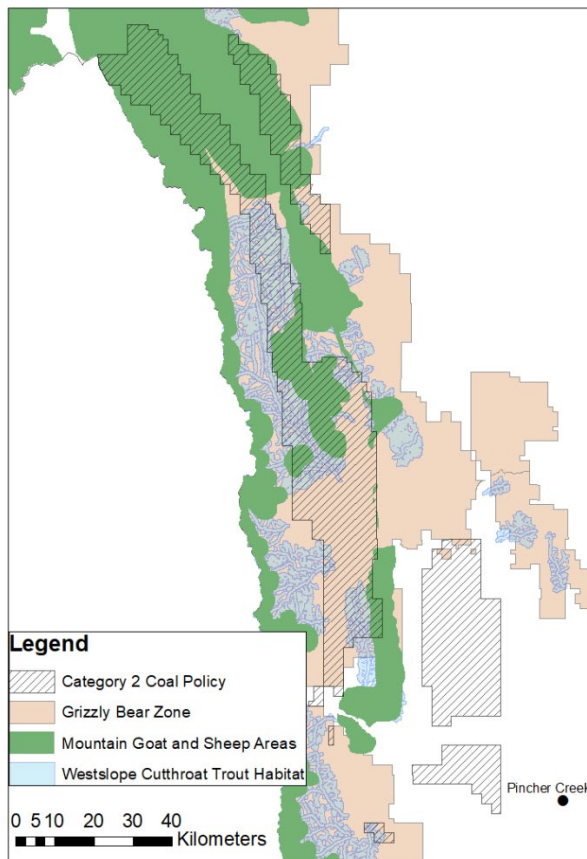 Legend
Category 2 Coal Policy
Grizzly Bear Zone
Mountain Goat and Sheep Areas
Westslope Cutthroat Trout Habitat
Pincher Creek
0 5 10 20 30 40
Kilometers